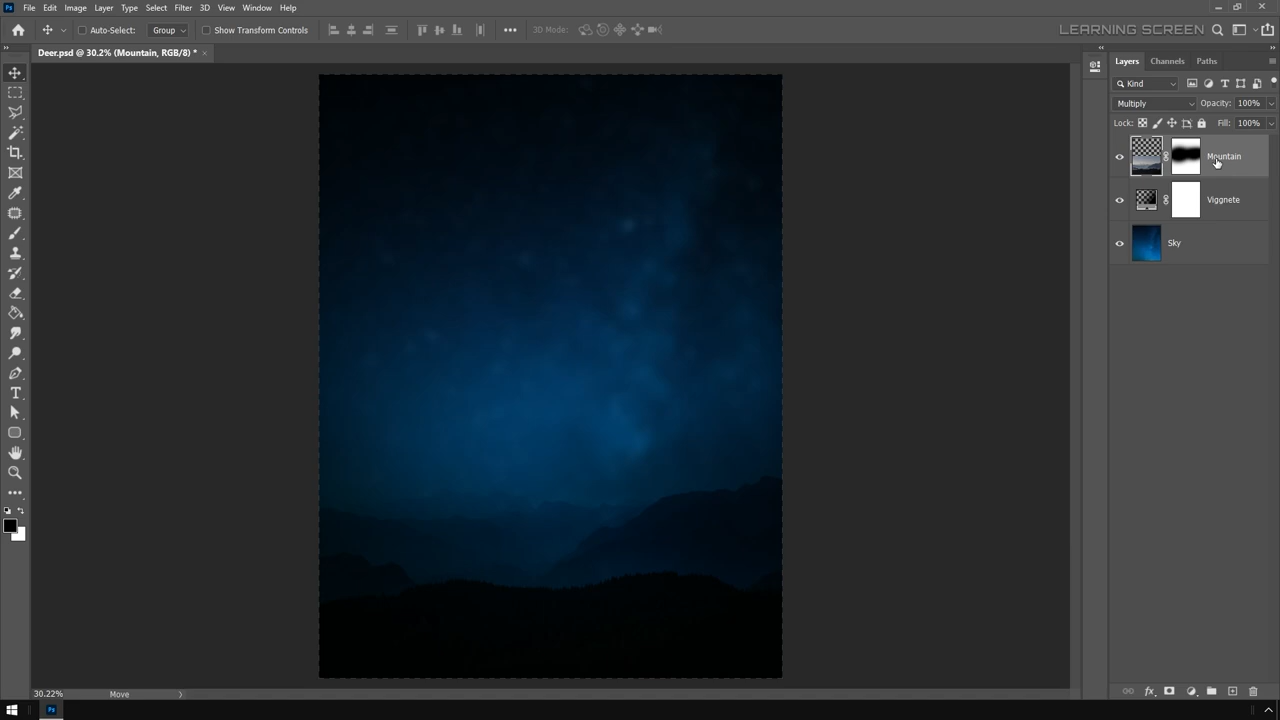 Ps File Edit Image Layer Type Select Filter 3D View Window Help
Auto-Select: Group Show Transform Controls 3D Mode: LEARNING SCREEN
Deer.psd @ 30.2% (Mountain, RGB/8) *
Layers Channels Paths
Kind
Multiply Opacity: 100%
Lock: Fill: 100%
Mountain
Viggnete
Sky
30.22% Move
Ps